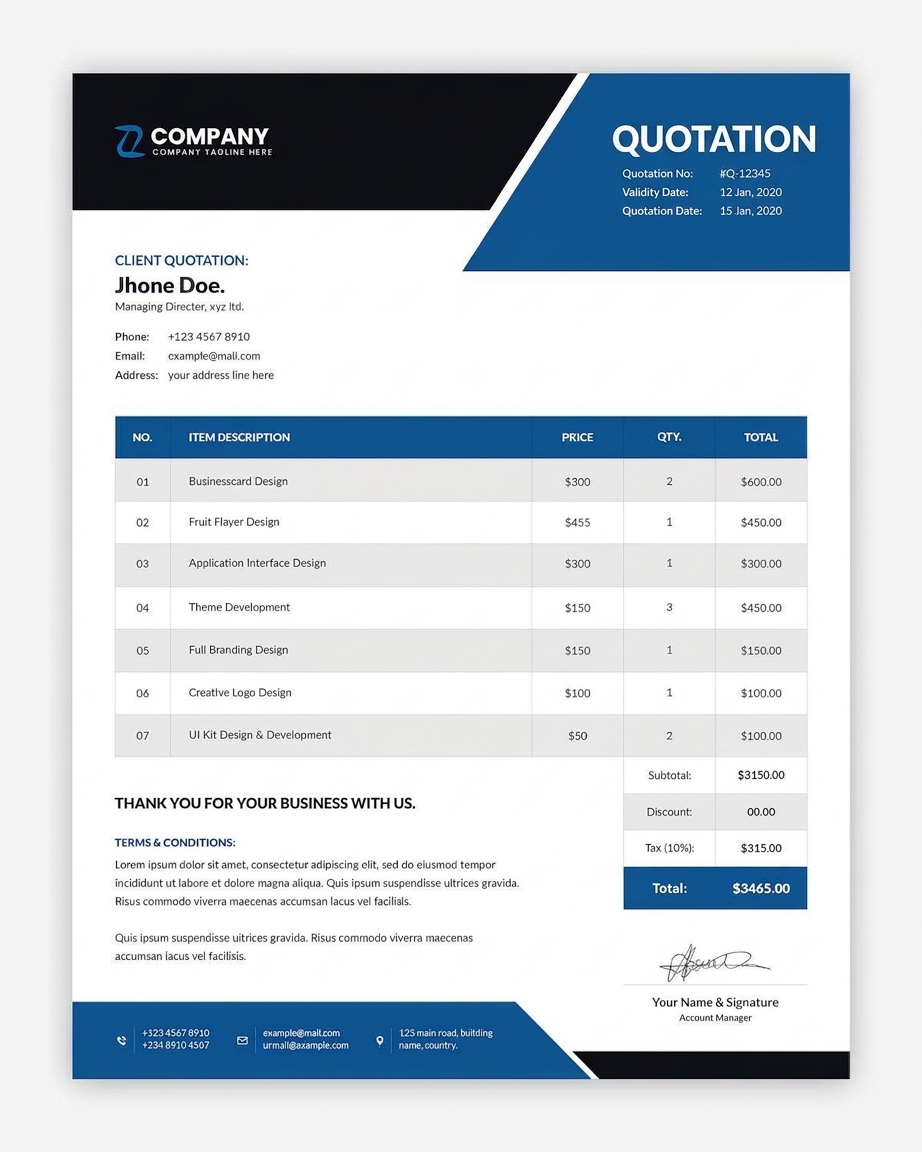 COMPANY
COMPANY TAOLINE HERE
QUOTATION
Quotation No: #Q-12345
Validity Date: 12 Jan, 2020
Quotation Date: 15 Jan, 2020
CLIENT QUOTATION:
Jhone Doe.
Managing Directer, xyz ltd.
Phone: +123 4567 8910
Email: example@mali.com
Address: your address line here
NO. ITEM DESCRIPTION PRICE QTY. TOTAL
01 Businesscard Design $300 2 $600.00
02 Fruit Flayer Design $455 1 $450.00
03 Application Interface Design $300 1 $300.00
04 Theme Development $150 3 $450.00
05 Full Branding Design $150 1 $150.00
06 Creative Logo Design $100 1 $100.00
07 UI Kit Design & Development $50 2 $100.00
Subtotal: $3150.00
Discount: 00.00
Tax (10%): $315.00
Total: $3465.00
THANK YOU FOR YOUR BUSINESS WITH US.
TERMS & CONDITIONS:
Lorem ipsum dolor sit amet, consectetur adipiscing elit, sed do eiusmod tempor
incididunt ut labore et dolore magna aliqua. Quis ipsum suspendisse ultrices gravida.
Risus commodo viverra maecenas accumsan lacus vel facilials.
Quis ipsum suspendisse uitrices gravida. Risus commodo viverra maecenas
accumsan lacus vel facilisis.
Your Name & Signature
Account Manager
+323 4567 8910
+234 8910 4507
example@mail.com
urmail@axample.com
125 main road, building
name, country.